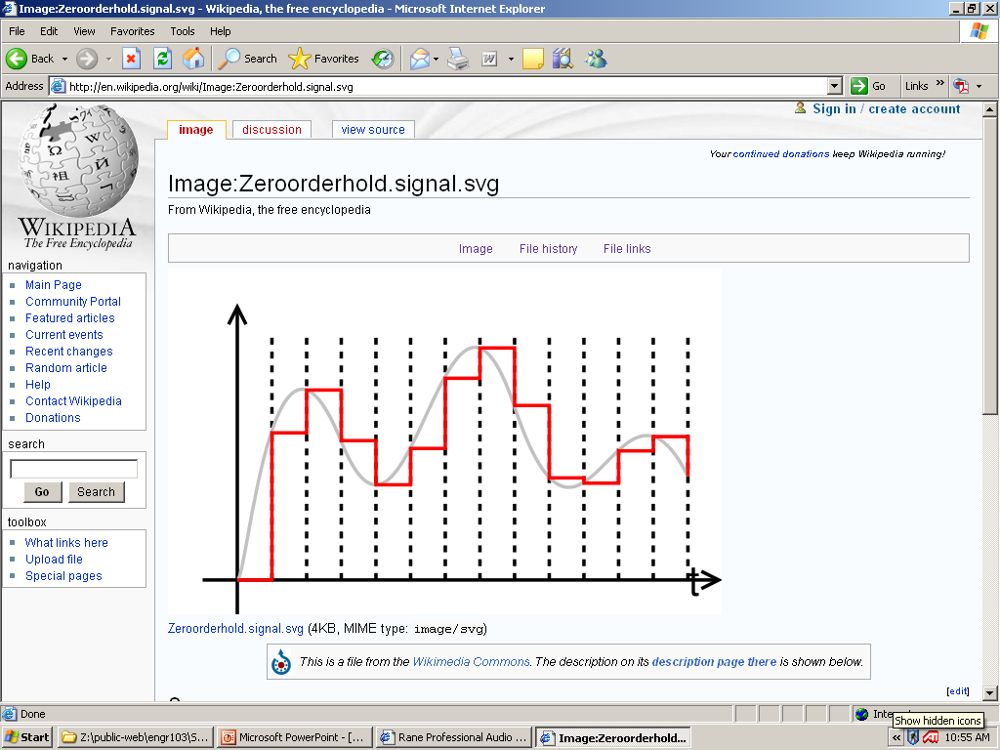 Image:Zeroorderhold.signal.svg - Wikipedia, the free encyclopedia - Microsoft Internet Explorer
File Edit View Favorites Tools Help
Back Search Favorites
Address http://en.wikipedia.org/wiki/Image:Zeroorderhold.signal.svg Go Links »
Sign in / create account
image discussion view source
Your continued donations keep Wikipedia running!
Image:Zeroorderhold.signal.svg
From Wikipedia, the free encyclopedia
Image File history File links
WIKIPEDIA
The Free Encyclopedia
navigation
Main Page
Community Portal
Featured articles
Current events
Recent changes
Random article
Help
Contact Wikipedia
Donations
search
Go Search
toolbox
What links here
Upload file
Special pages
t
Zeroorderhold.signal.svg (4KB, MIME type: image/svg)
This is a file from the Wikimedia Commons. The description on its description page there is shown below.
[edit]
Done
Show hidden icons
Start Z:\public-web\engr103\S... Microsoft PowerPoint - [... Rane Professional Audio ... Image:Zeroorderhold... « 10:55 AM